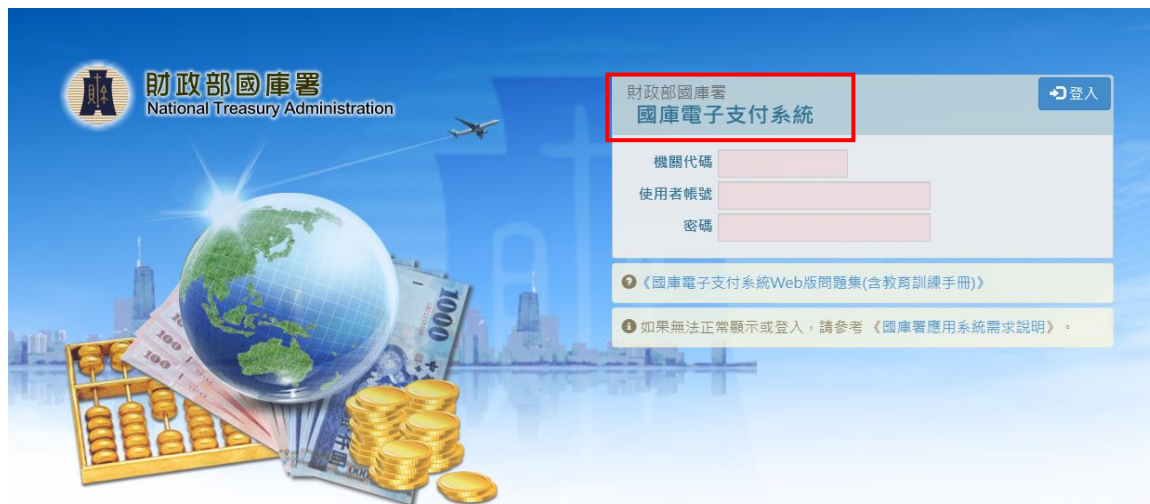 財政部國庫署
National Treasury Administration
財政部國庫署
國庫電子支付系統
登入
機關代碼
使用者帳號
密碼
《國庫電子支付系統Web版問題集(含教育訓練手冊)》
如果無法正常顯示或登入，請參考《國庫署應用系統需求說明》。
100
100
1000
000